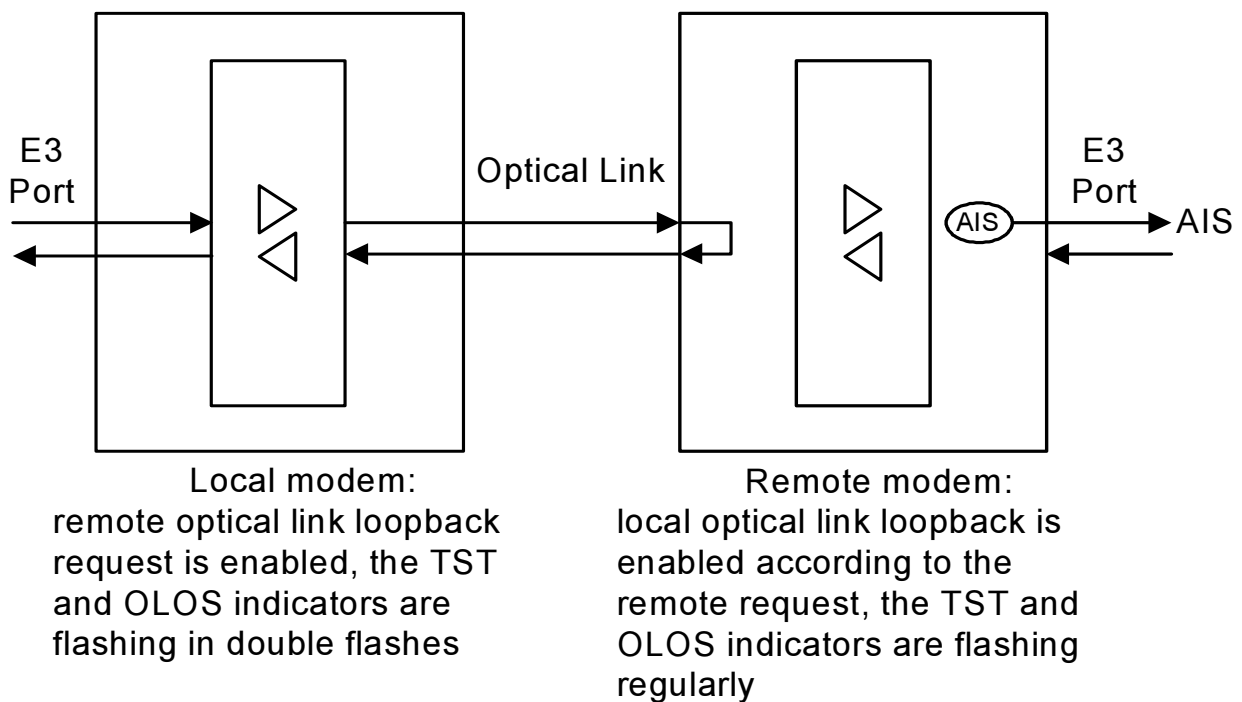 E3
Port
Optical Link
E3
Port
AIS
AIS
Local modem:
remote optical link loopback
request is enabled, the TST
and OLOS indicators are
flashing in double flashes
Remote modem:
local optical link loopback is
enabled according to the
remote request, the TST and
OLOS indicators are flashing
regularly